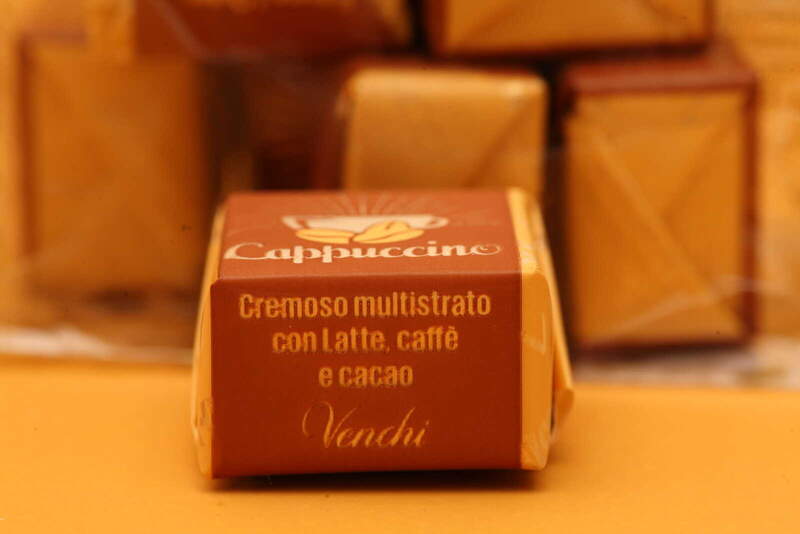 Cappuccino
Cremoso multistrato
con Latte, caffè
e cacao
Venchi